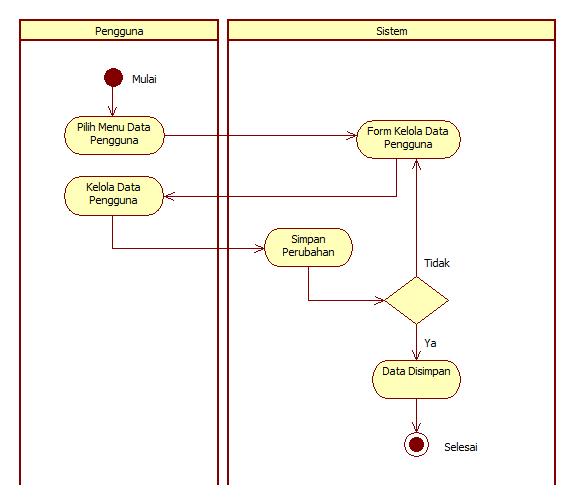 Pengguna
Sistem
Mulai
Pilih Menu Data
Pengguna
Form Kelola Data
Pengguna
Kelola Data
Pengguna
Simpan
Perubahan
Tidak
Ya
Data Disimpan
Selesai